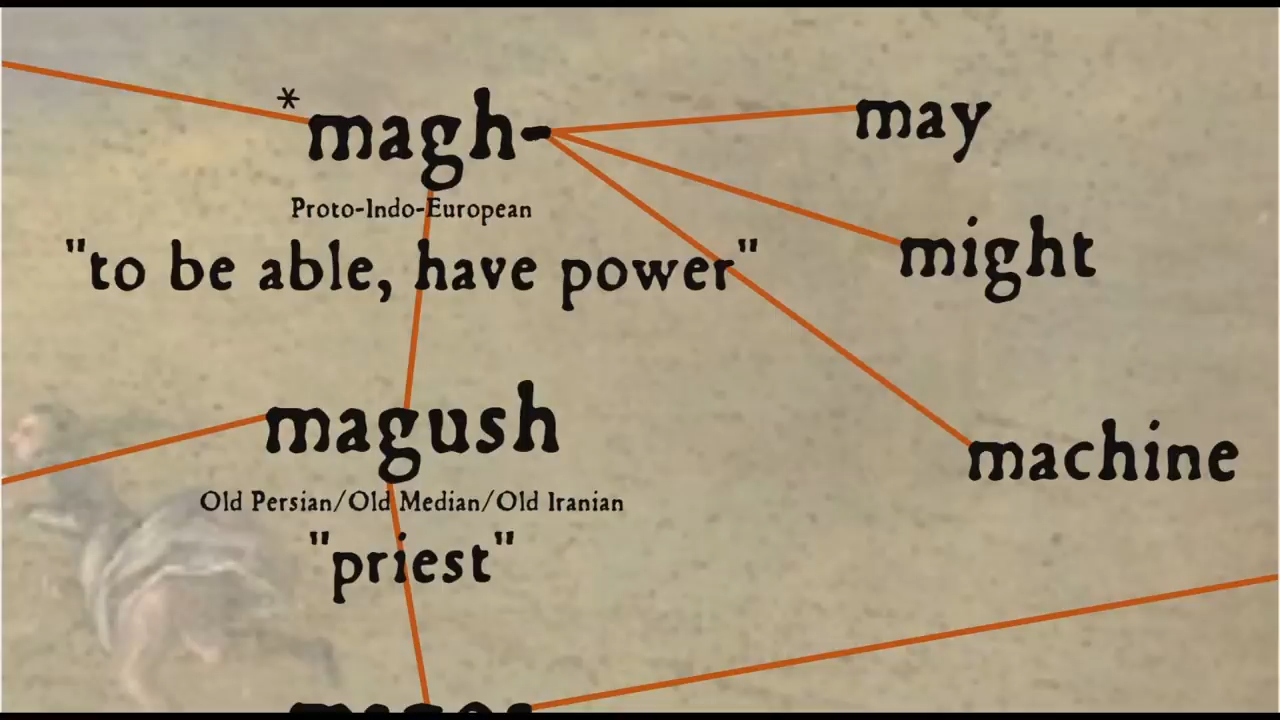 *magh-
may
Proto-Indo-European
might
"to be able, have power"
magush
machine
Old Persian/Old Median/Old Iranian
"priest"